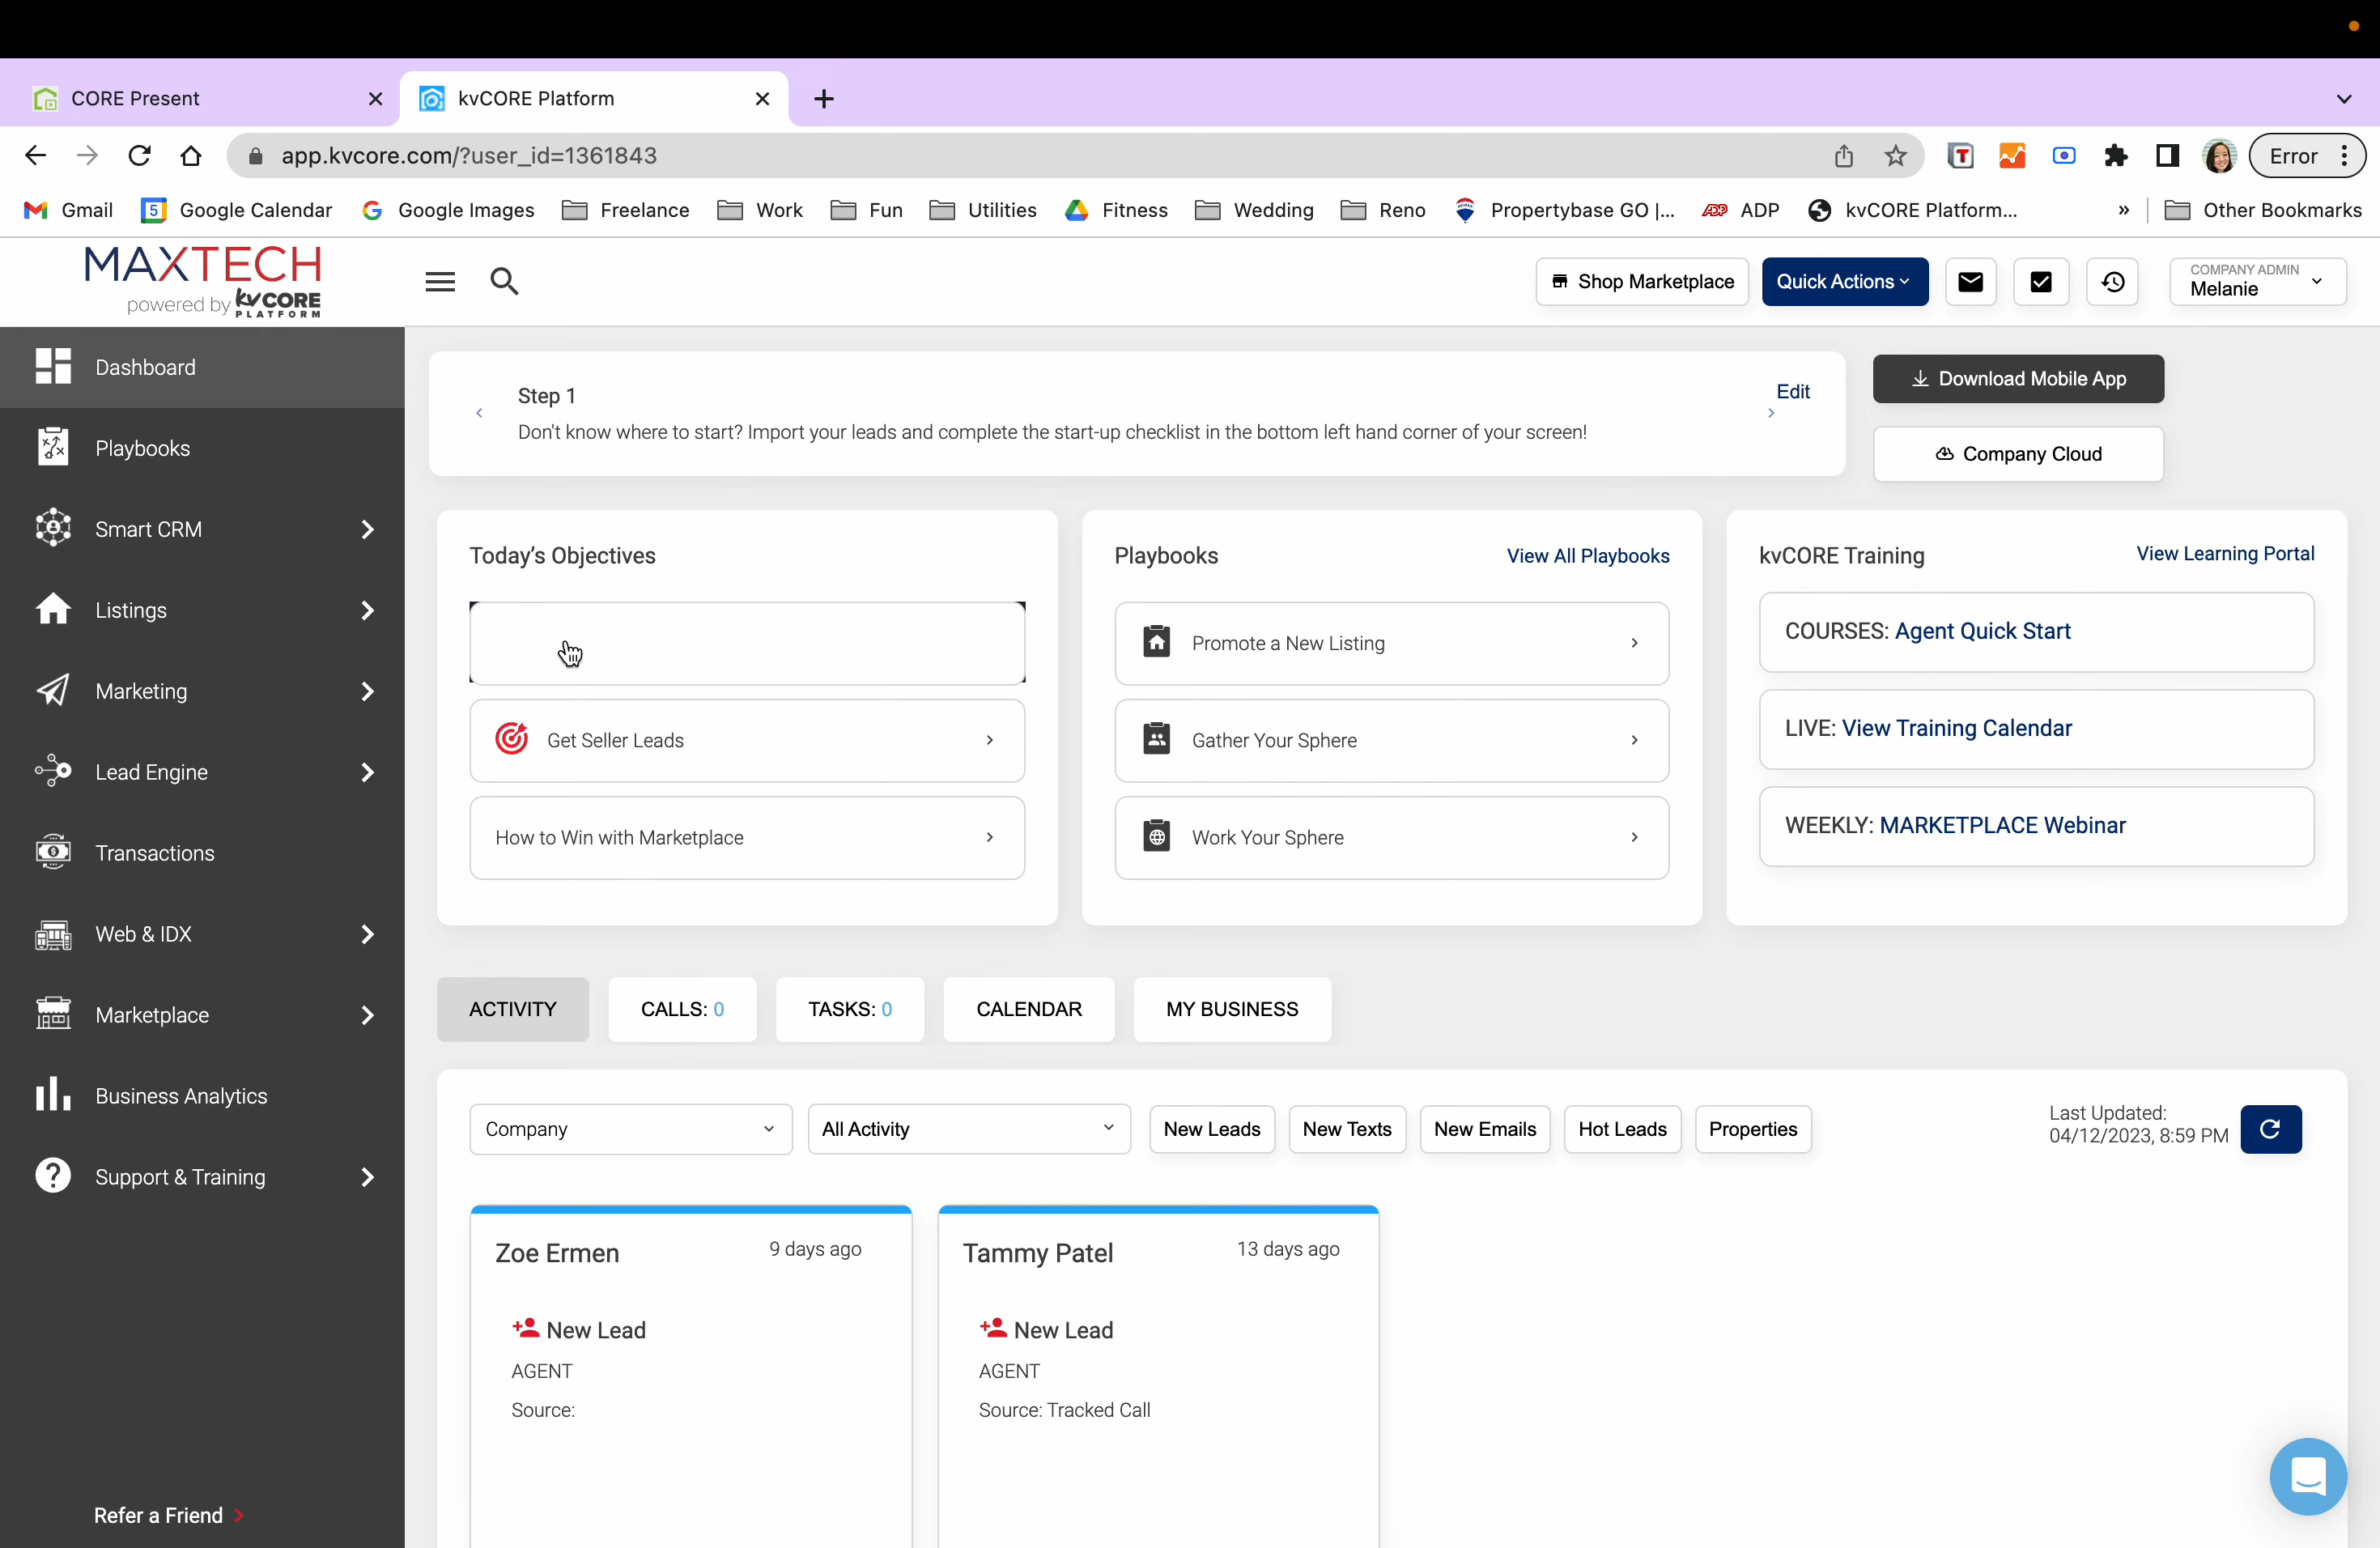 CORE Present
kvCORE Platform
app.kvcore.com/?user_id=1361843
Error
Gmail
5
Google Calendar
Google Images
Freelance
Work
Fun
Utilities
Fitness
Wedding
Reno
Propertybase GO |...
ADP
kvCORE Platform...
»
Other Bookmarks
MAXTECH
powered by kvCORE
PLATFORM
Shop Marketplace
Quick Actions
COMPANY ADMIN
Melanie
Dashboard
Playbooks
Smart CRM
Listings
Marketing
Lead Engine
Transactions
Web & IDX
Marketplace
Business Analytics
Support & Training
Refer a Friend
Step 1
Edit
Don't know where to start? Import your leads and complete the start-up checklist in the bottom left hand corner of your screen!
Download Mobile App
Company Cloud
Today's Objectives
Get Seller Leads
How to Win with Marketplace
Playbooks
View All Playbooks
Promote a New Listing
Gather Your Sphere
Work Your Sphere
kvCORE Training
View Learning Portal
COURSES: Agent Quick Start
LIVE: View Training Calendar
WEEKLY: MARKETPLACE Webinar
ACTIVITY
CALLS: 0
TASKS: 0
CALENDAR
MY BUSINESS
Company
All Activity
New Leads
New Texts
New Emails
Hot Leads
Properties
Last Updated:
04/12/2023, 8:59 PM
Zoe Ermen
9 days ago
New Lead
AGENT
Source:
Tammy Patel
13 days ago
New Lead
AGENT
Source: Tracked Call